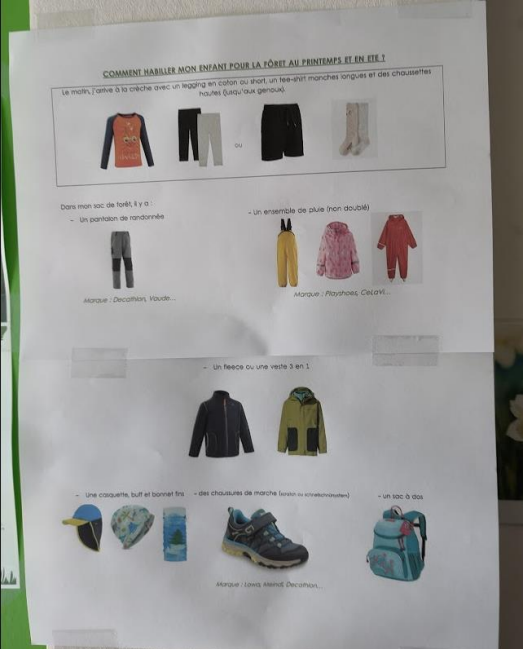 COMMENT HABILLER MON ENFANT POUR LA FÔRET AU PRINTEMPS ET EN ETE ?
Le matin, j'arrive à la crèche avec un legging en coton ou short, un tee-shirt manches longues et des chaussettes
hautes (jusqu'aux genoux).
ou
Dans mon sac de forêt, il y a :
- Un pantalon de randonnée
- Un ensemble de pluie (non doublé)
Marque : Decathlon, Vaude...
Marque : Playshoes, CeLaVi...
- Un fleece ou une veste 3 en 1
- Une casquette, buff et bonnet fins
- des chaussures de marche
- un sac à dos
Marque : Lowa, Meindl, Decathlon...